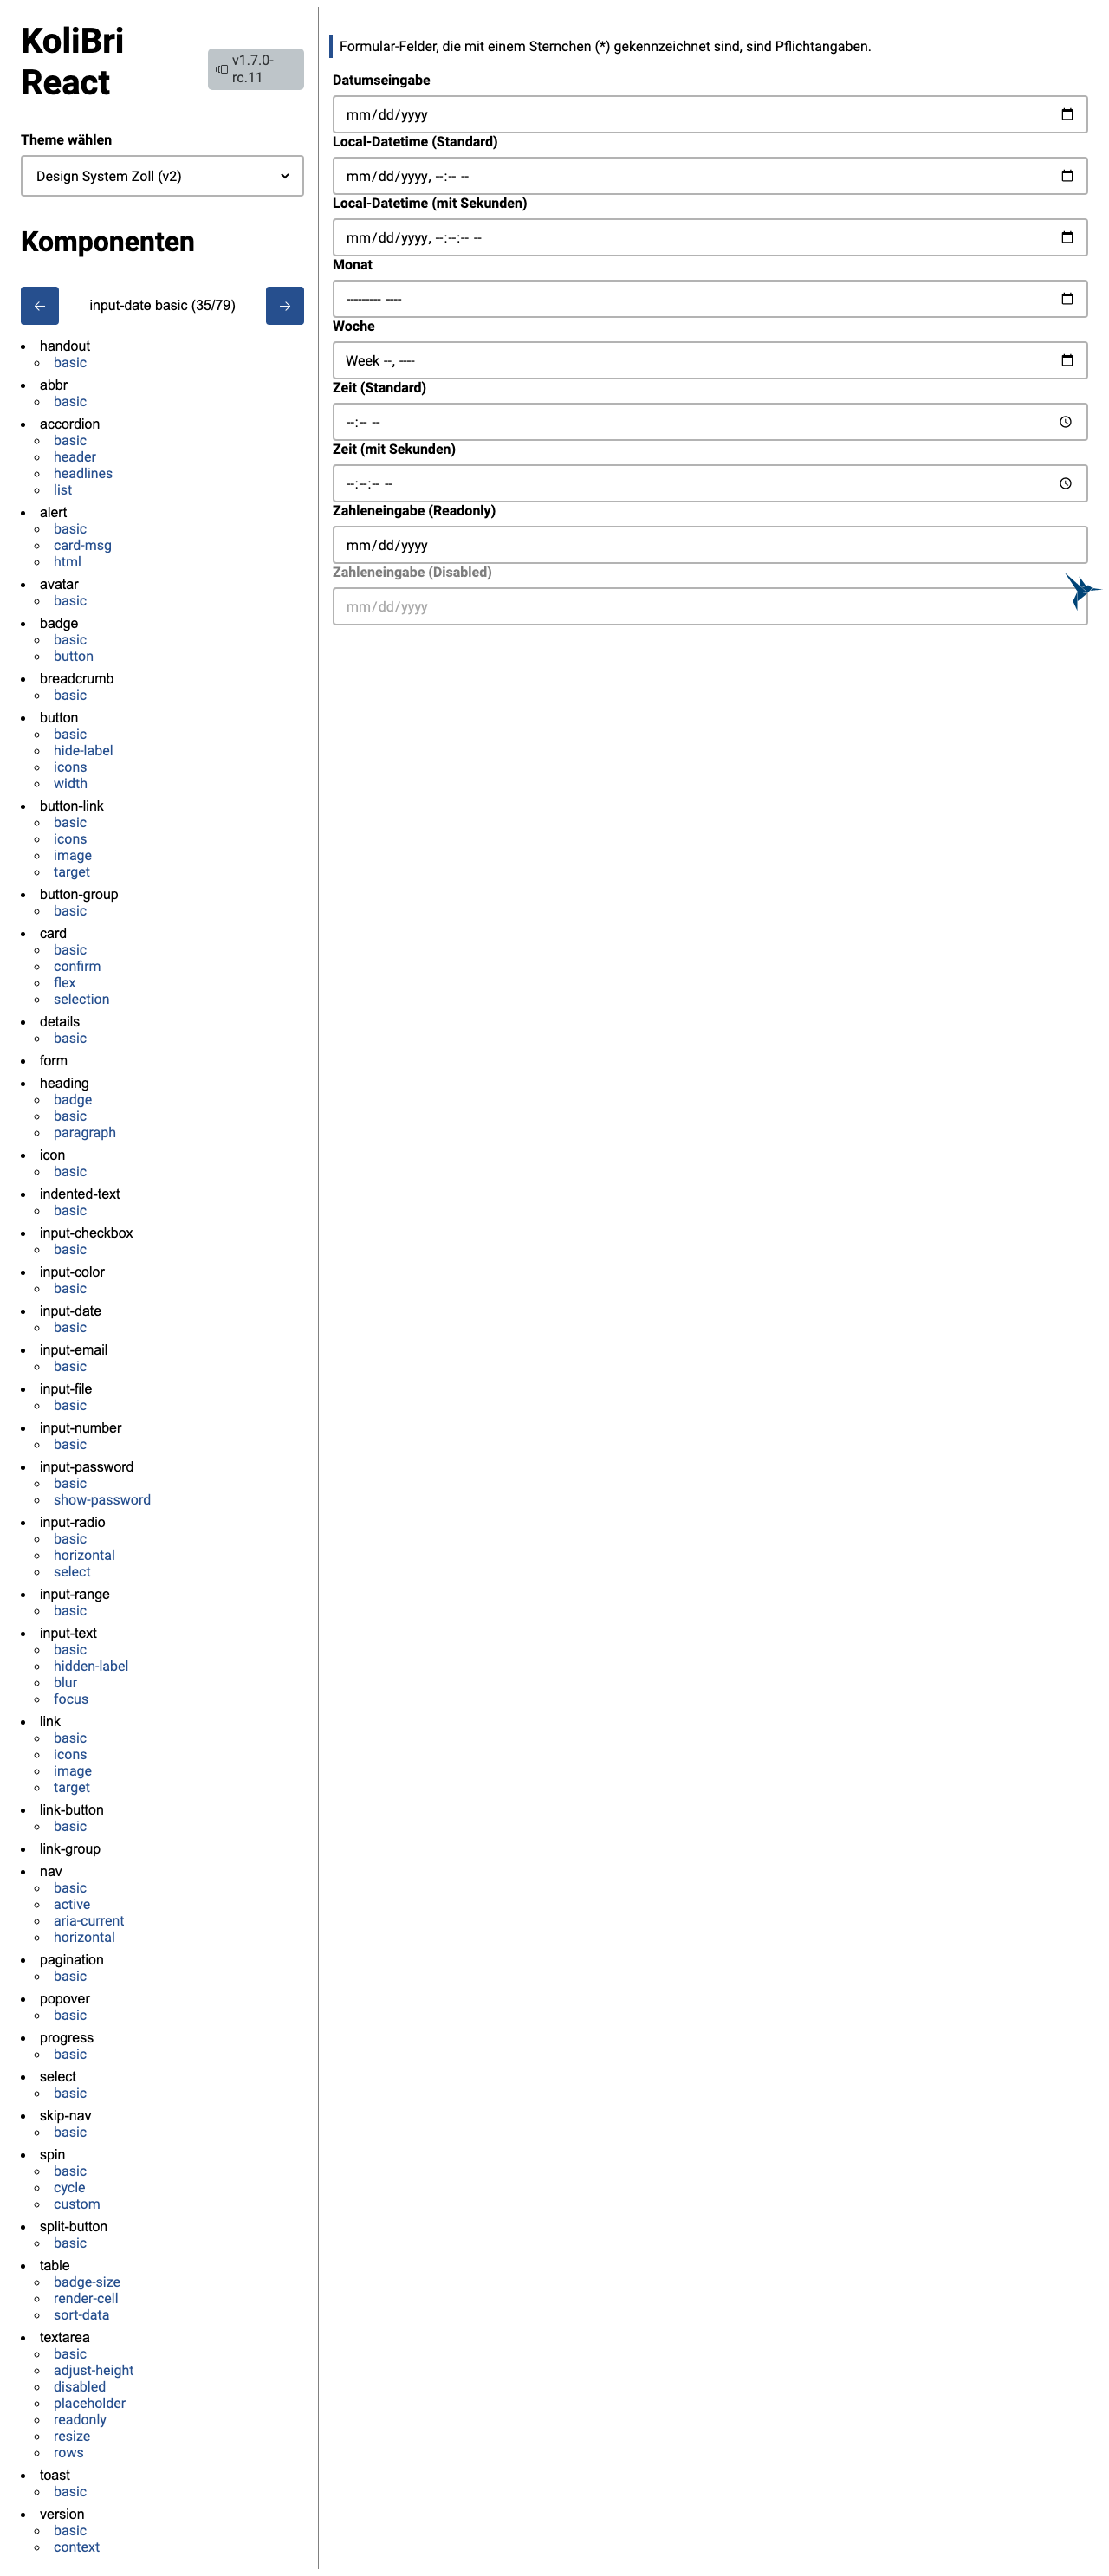 KoliBri
React
v1.7.0-
rc.11
Theme wählen
Design System Zoll (v2)
Komponenten
input-date basic (35/79)
handout
basic
abbr
basic
accordion
basic
header
headlines
list
alert
basic
card-msg
html
avatar
basic
badge
basic
button
breadcrumb
basic
button
basic
hide-label
icons
width
button-link
basic
icons
image
target
button-group
basic
card
basic
confirm
flex
selection
details
basic
form
heading
badge
basic
paragraph
icon
basic
indented-text
basic
input-checkbox
basic
input-color
basic
input-date
basic
input-email
basic
input-file
basic
input-number
basic
input-password
basic
show-password
input-radio
basic
horizontal
select
input-range
basic
input-text
basic
hidden-label
blur
focus
link
basic
icons
image
target
link-button
basic
link-group
nav
basic
active
aria-current
horizontal
pagination
basic
popover
basic
progress
basic
select
basic
skip-nav
basic
spin
basic
cycle
custom
split-button
basic
table
badge-size
render-cell
sort-data
textarea
basic
adjust-height
disabled
placeholder
readonly
resize
rows
toast
basic
version
basic
context
Formular-Felder, die mit einem Sternchen (*) gekennzeichnet sind, sind Pflichtangaben.
Datumseingabe
mm/dd/yyyy
Local-Datetime (Standard)
mm/dd/yyyy, --:-- --
Local-Datetime (mit Sekunden)
mm/dd/yyyy, --:--:-- --
Monat
--------- ----
Woche
Week --, ----
Zeit (Standard)
--:-- --
Zeit (mit Sekunden)
--:--:-- --
Zahleneingabe (Readonly)
mm/dd/yyyy
Zahleneingabe (Disabled)
mm/dd/yyyy